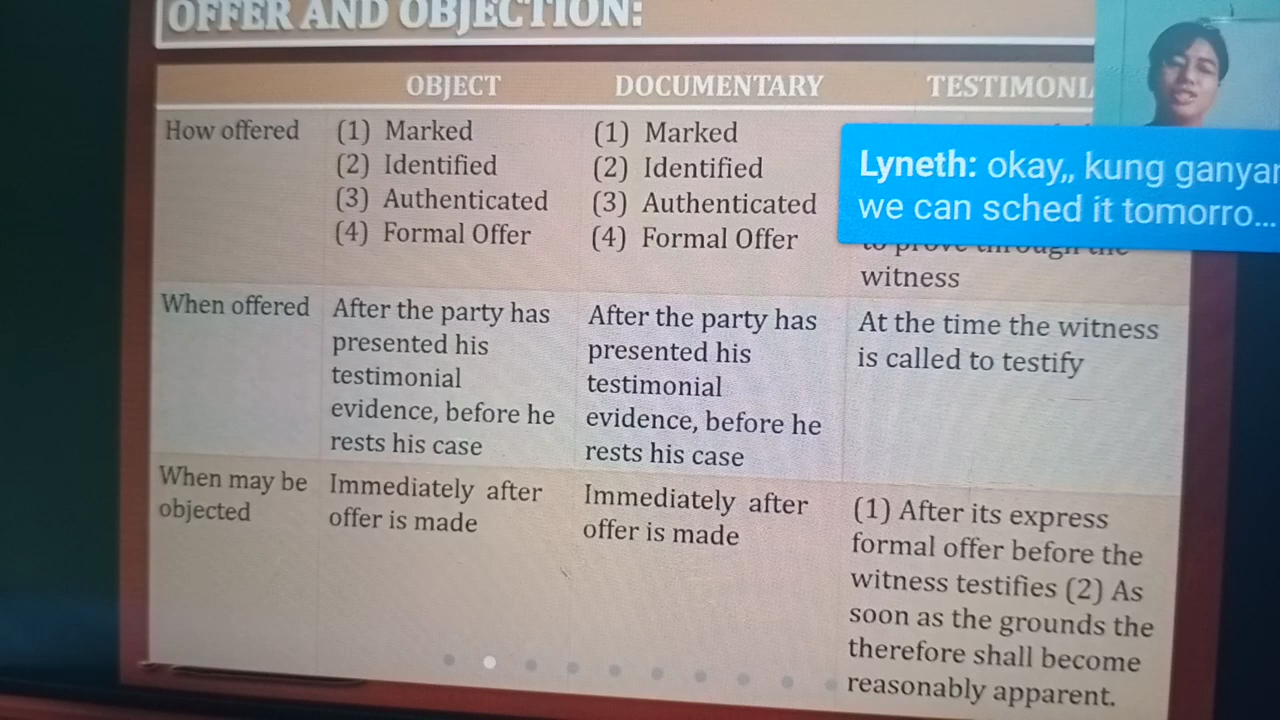 OFFER AND OBJECTION:
OBJECT
DOCUMENTARY
How offered
(1) Marked
(2) Identified
(3) Authenticated
(4) Formal Offer
(1) Marked
(2) Identified
(3) Authenticated
(4) Formal Offer
Lyneth: okay,, kung ganyan
we can sched it tomorro...
to prove through the
witness
When offered
After the party has
presented his
testimonial
evidence, before he
rests his case
After the party has
presented his
testimonial
evidence, before he
rests his case
At the time the witness
is called to testify
When may be
objected
Immediately after
offer is made
Immediately after
offer is made
(1) After its express
formal offer before the
witness testifies (2) As
soon as the grounds the
therefore shall become
reasonably apparent.